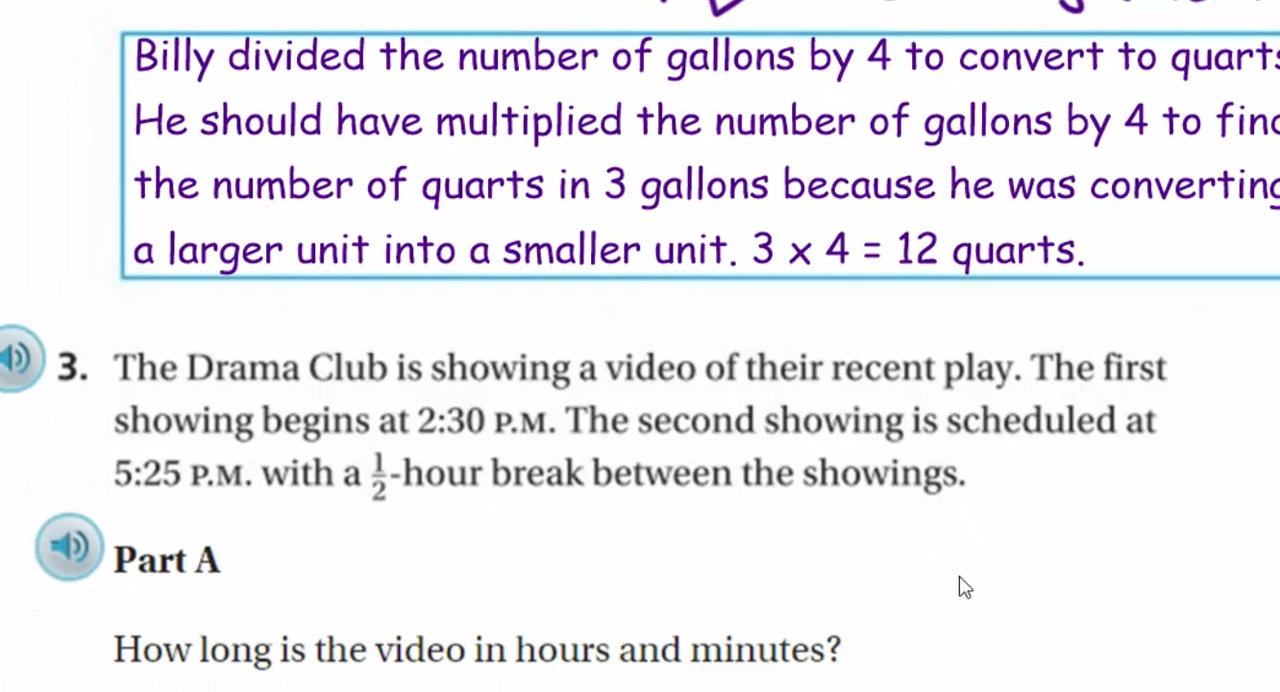 Billy divided the number of gallons by 4 to convert to quarts
He should have multiplied the number of gallons by 4 to find
the number of quarts in 3 gallons because he was converting
a larger unit into a smaller unit. 3 x 4 = 12 quarts.
3. The Drama Club is showing a video of their recent play. The first
showing begins at 2:30 P.M. The second showing is scheduled at
5:25 P.M. with a 1/2-hour break between the showings.
Part A
How long is the video in hours and minutes?